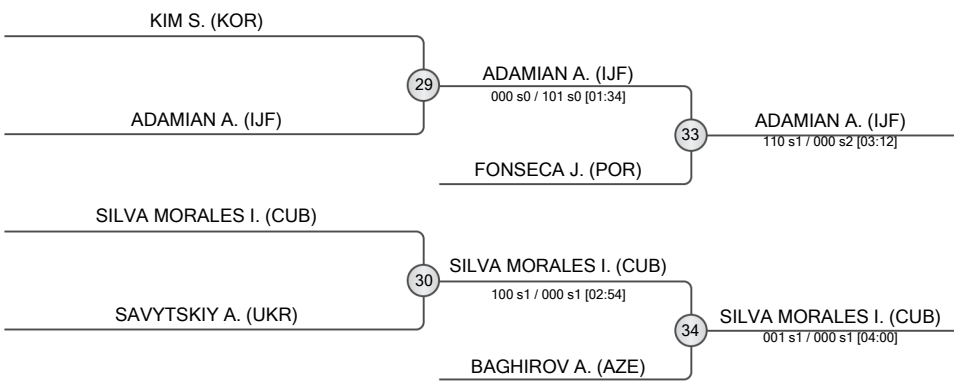 KIM S. (KOR)
29
ADAMIAN A. (IJF)
000 s0 / 101 s0 [01:34]
ADAMIAN A. (IJF)
33
ADAMIAN A. (IJF)
110 s1 / 000 s2 [03:12]
FONSECA J. (POR)
SILVA MORALES I. (CUB)
30
SILVA MORALES I. (CUB)
100 s1 / 000 s1 [02:54]
SAVYTSKIY A. (UKR)
34
SILVA MORALES I. (CUB)
001 s1 / 000 s1 [04:00]
BAGHIROV A. (AZE)